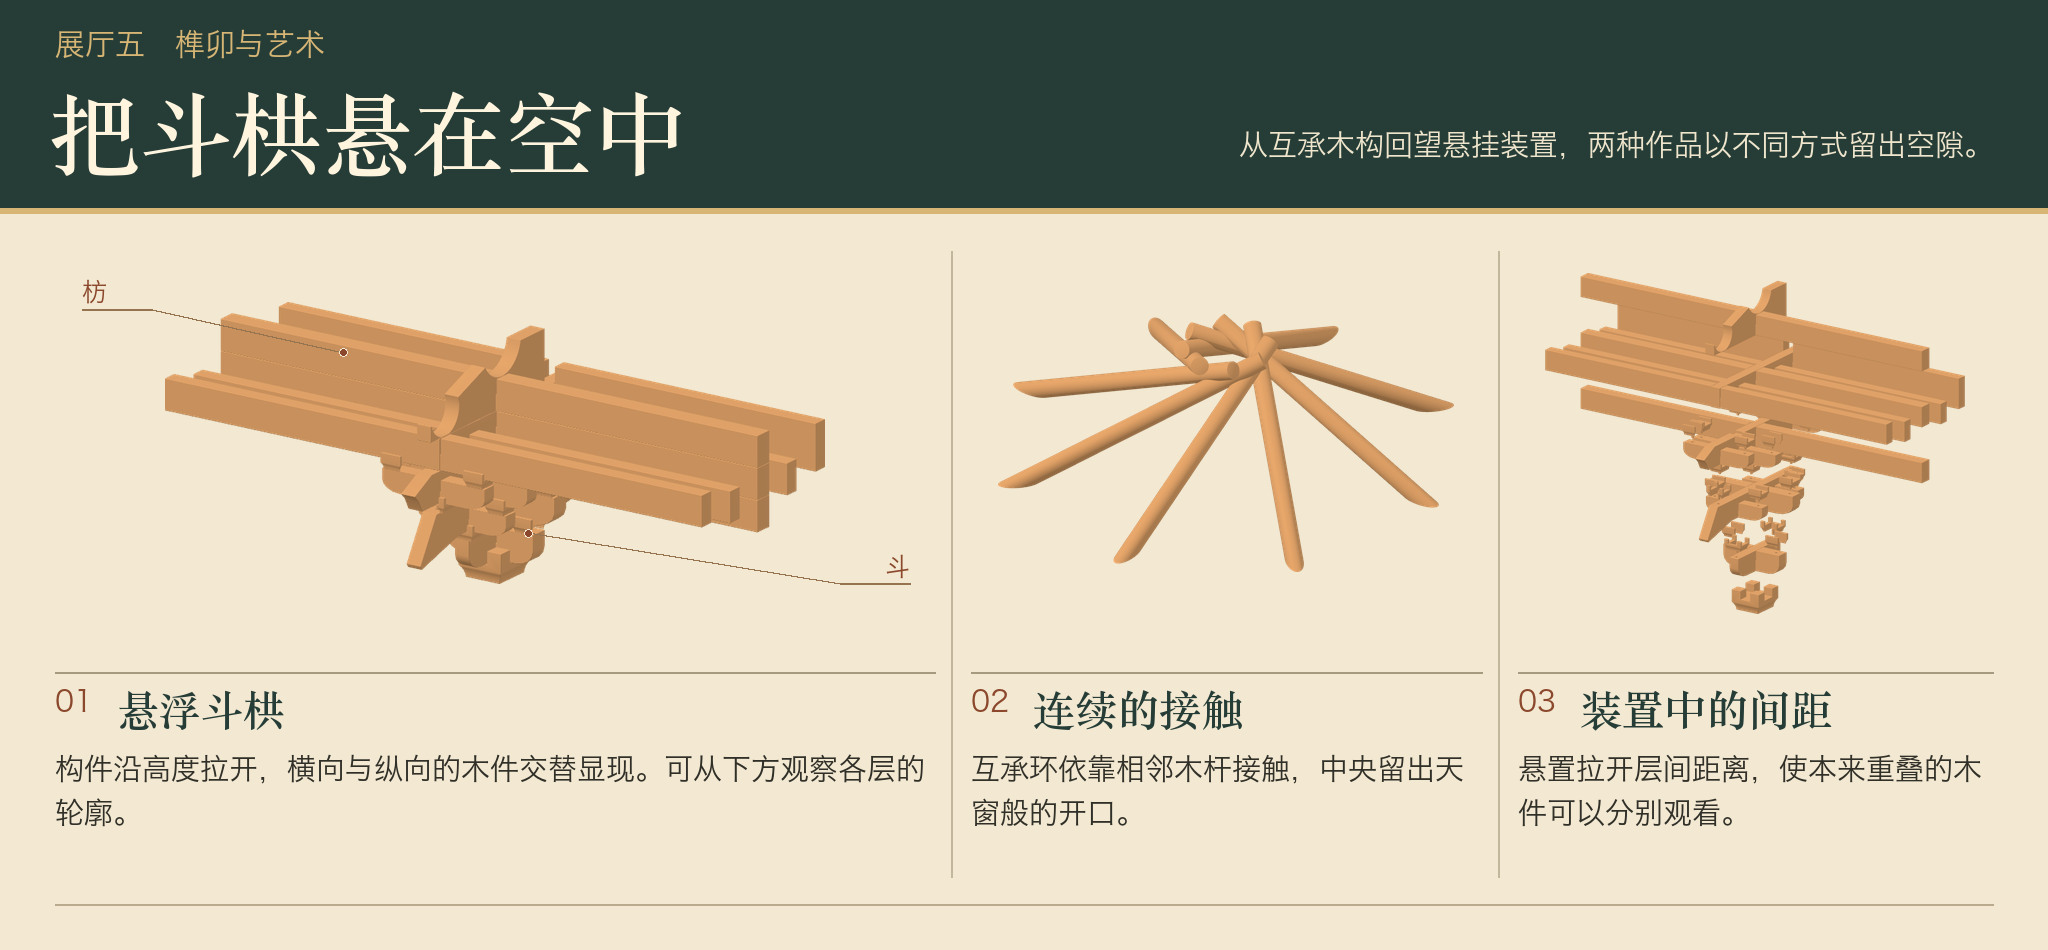 展厅五　榫卯与艺术
把斗栱悬在空中
从互承木构回望悬挂装置，两种作品以不同方式留出空隙。
枋
斗
01 悬浮斗栱
构件沿高度拉开，横向与纵向的木件交替显现。可从下方观察各层的
轮廓。
02 连续的接触
互承环依靠相邻木杆接触，中央留出天
窗般的开口。
03 装置中的间距
悬置拉开层间距离，使本来重叠的木
件可以分别观看。